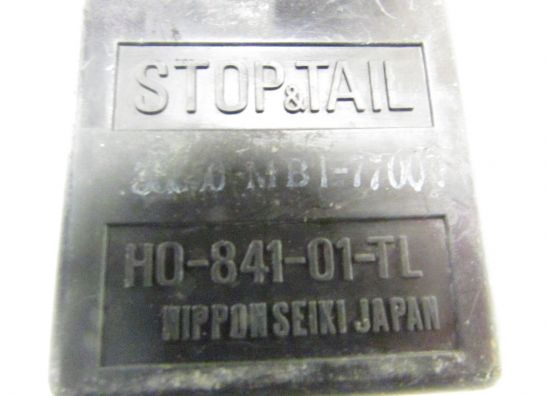 STOP&TAIL
HO-841-01-TL
NIPPON SEIKI JAPAN